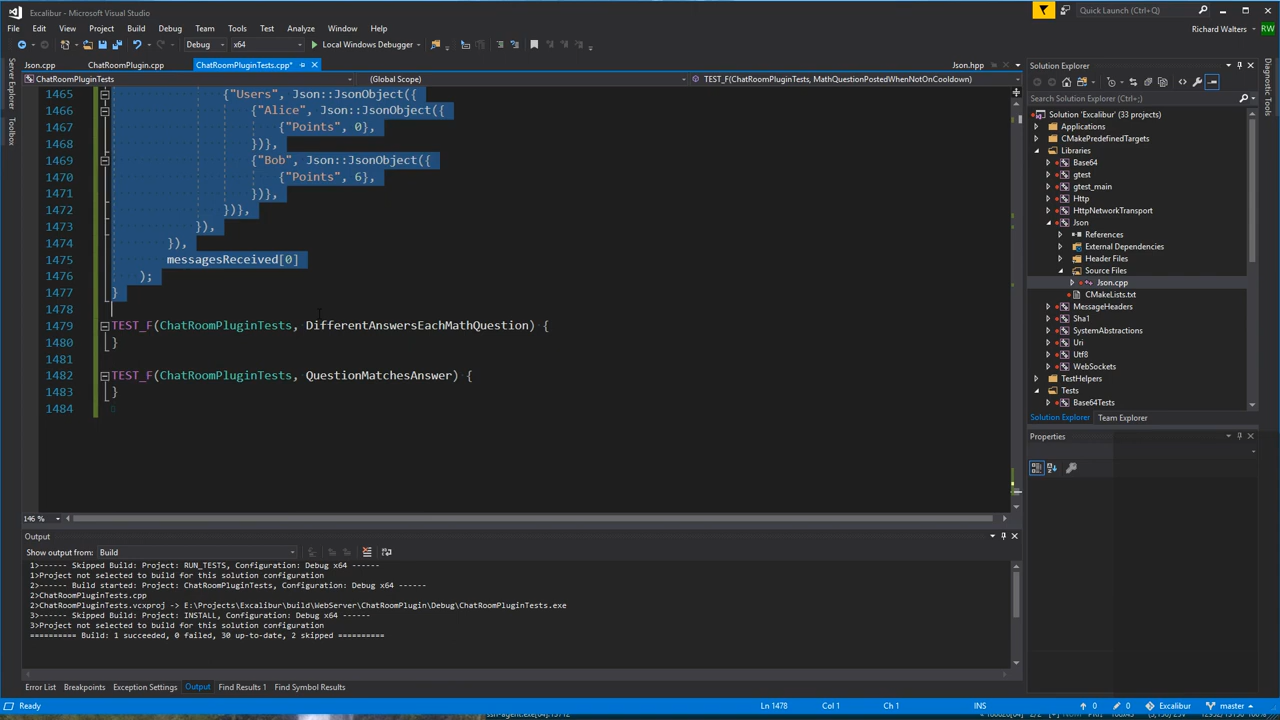 Excalibur - Microsoft Visual Studio
Quick Launch (Ctrl+Q)
File Edit View Project Build Debug Team Tools Test Analyze Window Help
Richard Walters RW
Debug x64 Local Windows Debugger
Json.cpp ChatRoomPlugin.cpp ChatRoomPluginTests.cpp* Json.hpp
ChatRoomPluginTests (Global Scope) TEST_F(ChatRoomPluginTests, MathQuestionPostedWhenNotOnCooldown)
Server Explorer
Toolbox
1465 {"Users", Json::JsonObject({
1466 {"Alice", Json::JsonObject({
1467 {"Points", 0},
1468 })},
1469 {"Bob", Json::JsonObject({
1470 {"Points", 6},
1471 })},
1472 })},
1473 }),
1474 }),
1475 messagesReceived[0]
1476 );
1477 }
1478
1479 TEST_F(ChatRoomPluginTests, DifferentAnswersEachMathQuestion) {
1480 }
1481
1482 TEST_F(ChatRoomPluginTests, QuestionMatchesAnswer) {
1483 }
1484
146 %
Solution Explorer
Search Solution Explorer (Ctrl+;)
Solution 'Excalibur' (33 projects)
Applications
CMakePredefinedTargets
Libraries
Base64
gtest
gtest_main
Http
HttpNetworkTransport
Json
References
External Dependencies
Header Files
Source Files
Json.cpp
CMakeLists.txt
MessageHeaders
Sha1
SystemAbstractions
Uri
Utf8
WebSockets
TestHelpers
Tests
Base64Tests
Solution Explorer Team Explorer
Properties
Output
Show output from: Build
1>------ Skipped Build: Project: RUN_TESTS, Configuration: Debug x64 ------
1>Project not selected to build for this solution configuration
2>------ Build started: Project: ChatRoomPluginTests, Configuration: Debug x64 ------
2>ChatRoomPluginTests.cpp
2>ChatRoomPluginTests.vcxproj -> E:\Projects\Excalibur\build\WebServer\ChatRoomPlugin\Debug\ChatRoomPluginTests.exe
3>------ Skipped Build: Project: INSTALL, Configuration: Debug x64 ------
3>Project not selected to build for this solution configuration
========== Build: 1 succeeded, 0 failed, 30 up-to-date, 2 skipped ==========
Error List Breakpoints Exception Settings Output Find Results 1 Find Symbol Results
Ready Ln 1478 Col 1 Ch 1 INS 0 0 Excalibur master